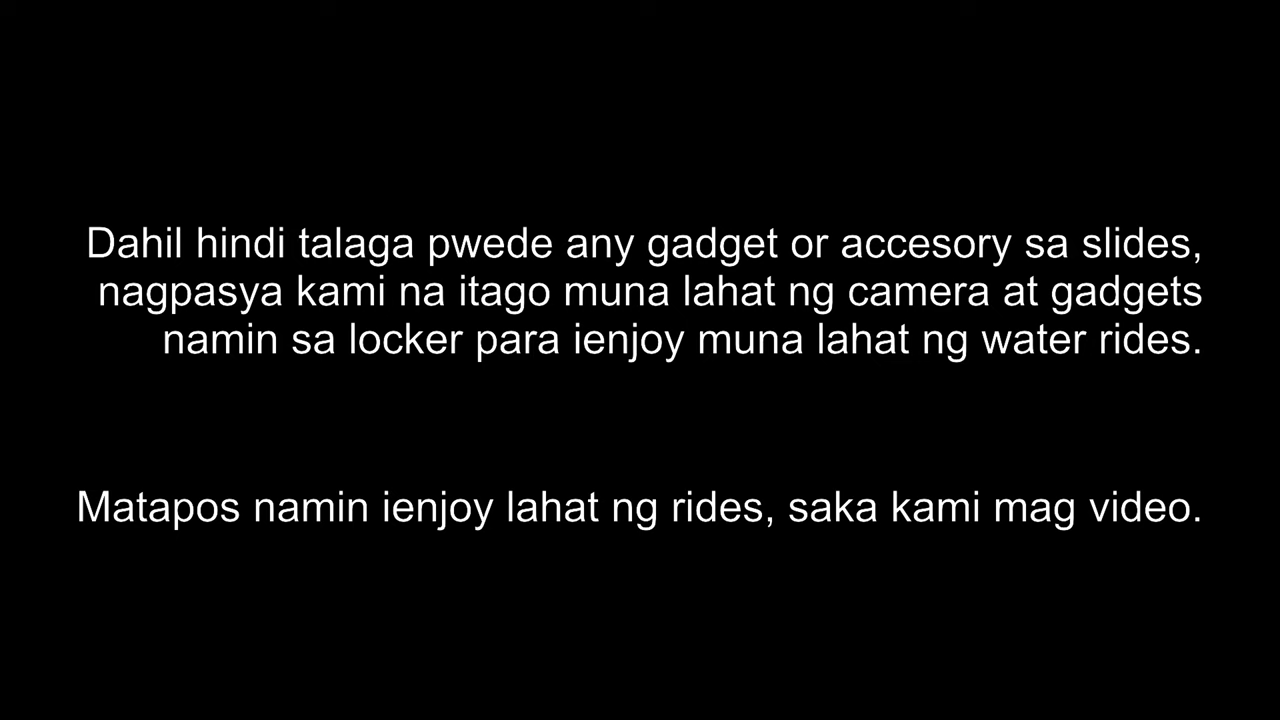 Dahil hindi talaga pwede any gadget or accesory sa slides,
nagpasya kami na itago muna lahat ng camera at gadgets
namin sa locker para ienjoy muna lahat ng water rides.
Matapos namin ienjoy lahat ng rides, saka kami mag video.